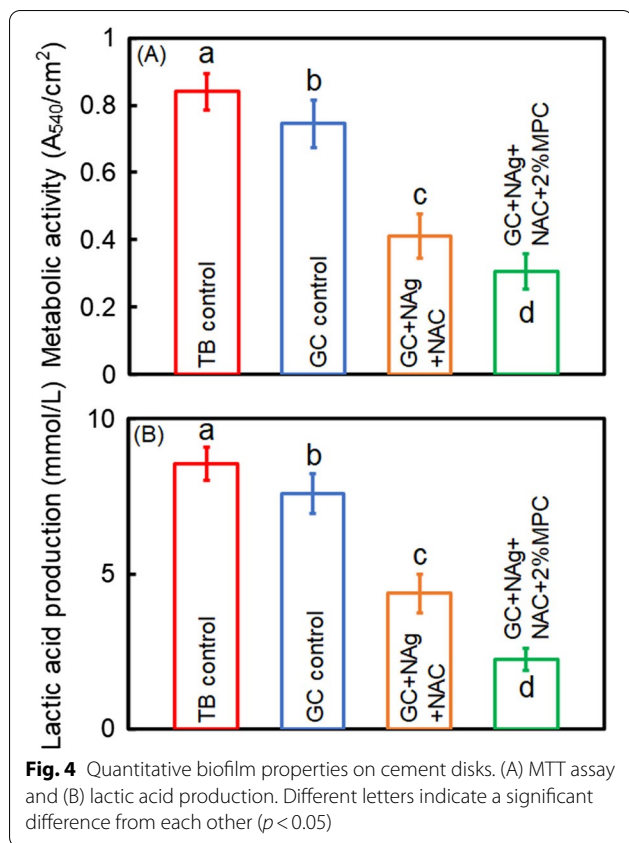 Metabolic activity (A₅₄₀/cm²)
1
0.8
0.6
0.4
0.2
0
(A)
a
b
c
d
TB control
GC control
GC+NAg
+NAC
GC+NAg+
NAC+2%MPC
Lactic acid production (mmol/L)
10
5
0
(B)
a
b
c
d
TB control
GC control
GC+NAg
+NAC
GC+NAg+
NAC+2%MPC
Fig. 4 Quantitative biofilm properties on cement disks. (A) MTT assay
and (B) lactic acid production. Different letters indicate a significant
difference from each other (p < 0.05)